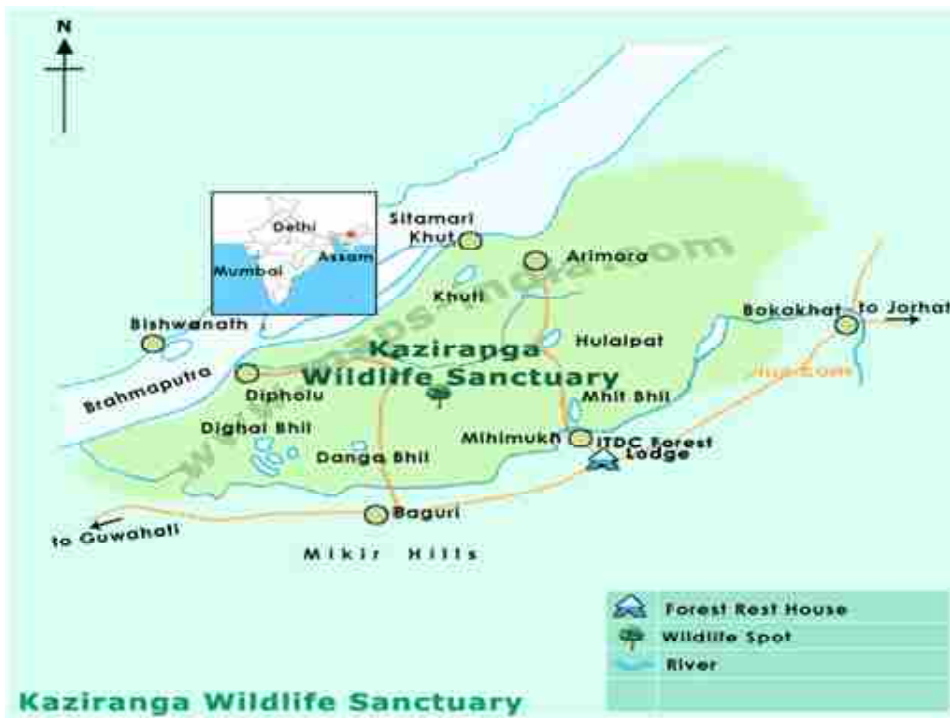 N
Delhi
Assam
Mumbai
Sitamari
Khut
Arimora
Khuti
Bishwanath
Bokakhat
to Jorhat
Hulalpat
Kaziranga
Wildlife Sanctuary
Brahmaputra
Dipholu
Mhit Bhil
Dighal Bhil
Mihimukh
ITDC Forest
Lodge
Danga Bhil
Baguri
to Guwahati
Mikir Hills
Forest Rest House
Wildlife Spot
River
Kaziranga Wildlife Sanctuary